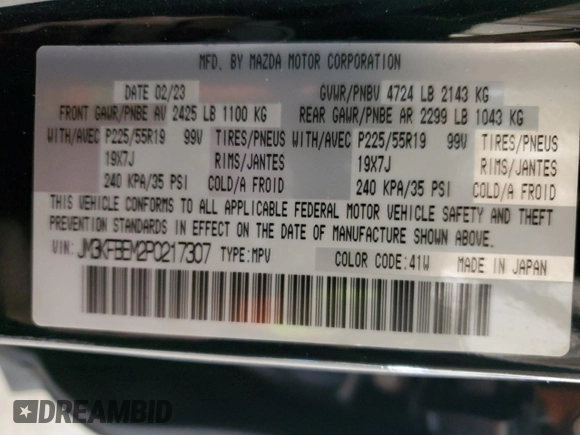 MFD. BY MAZDA MOTOR CORPORATION
DATE 02/23 GVWR/PNBV 4724 LB 2143 KG
FRONT GAWR/PNBE AV 2425 LB 1100 KG REAR GAWR/PNBE AR 2299 LB 1043 KG
WITH/AVEC P225/55R19 99V TIRES/PNEUS WITH/AVEC P225/55R19 99V TIRES/PNEUS
19X7J RIMS/JANTES 19X7J RIMS/JANTES
240 KPA/35 PSI COLD/A FROID 240 KPA/35 PSI COLD/A FROID
THIS VEHICLE CONFORMS TO ALL APPLICABLE FEDERAL MOTOR VEHICLE SAFETY AND THEFT
PREVENTION STANDARDS IN EFFECT ON THE DATE OF MANUFACTURE SHOWN ABOVE.
VIN: JM3KFBEM2P0217307 TYPE:MPV COLOR CODE:41W MADE IN JAPAN
DREAMBID